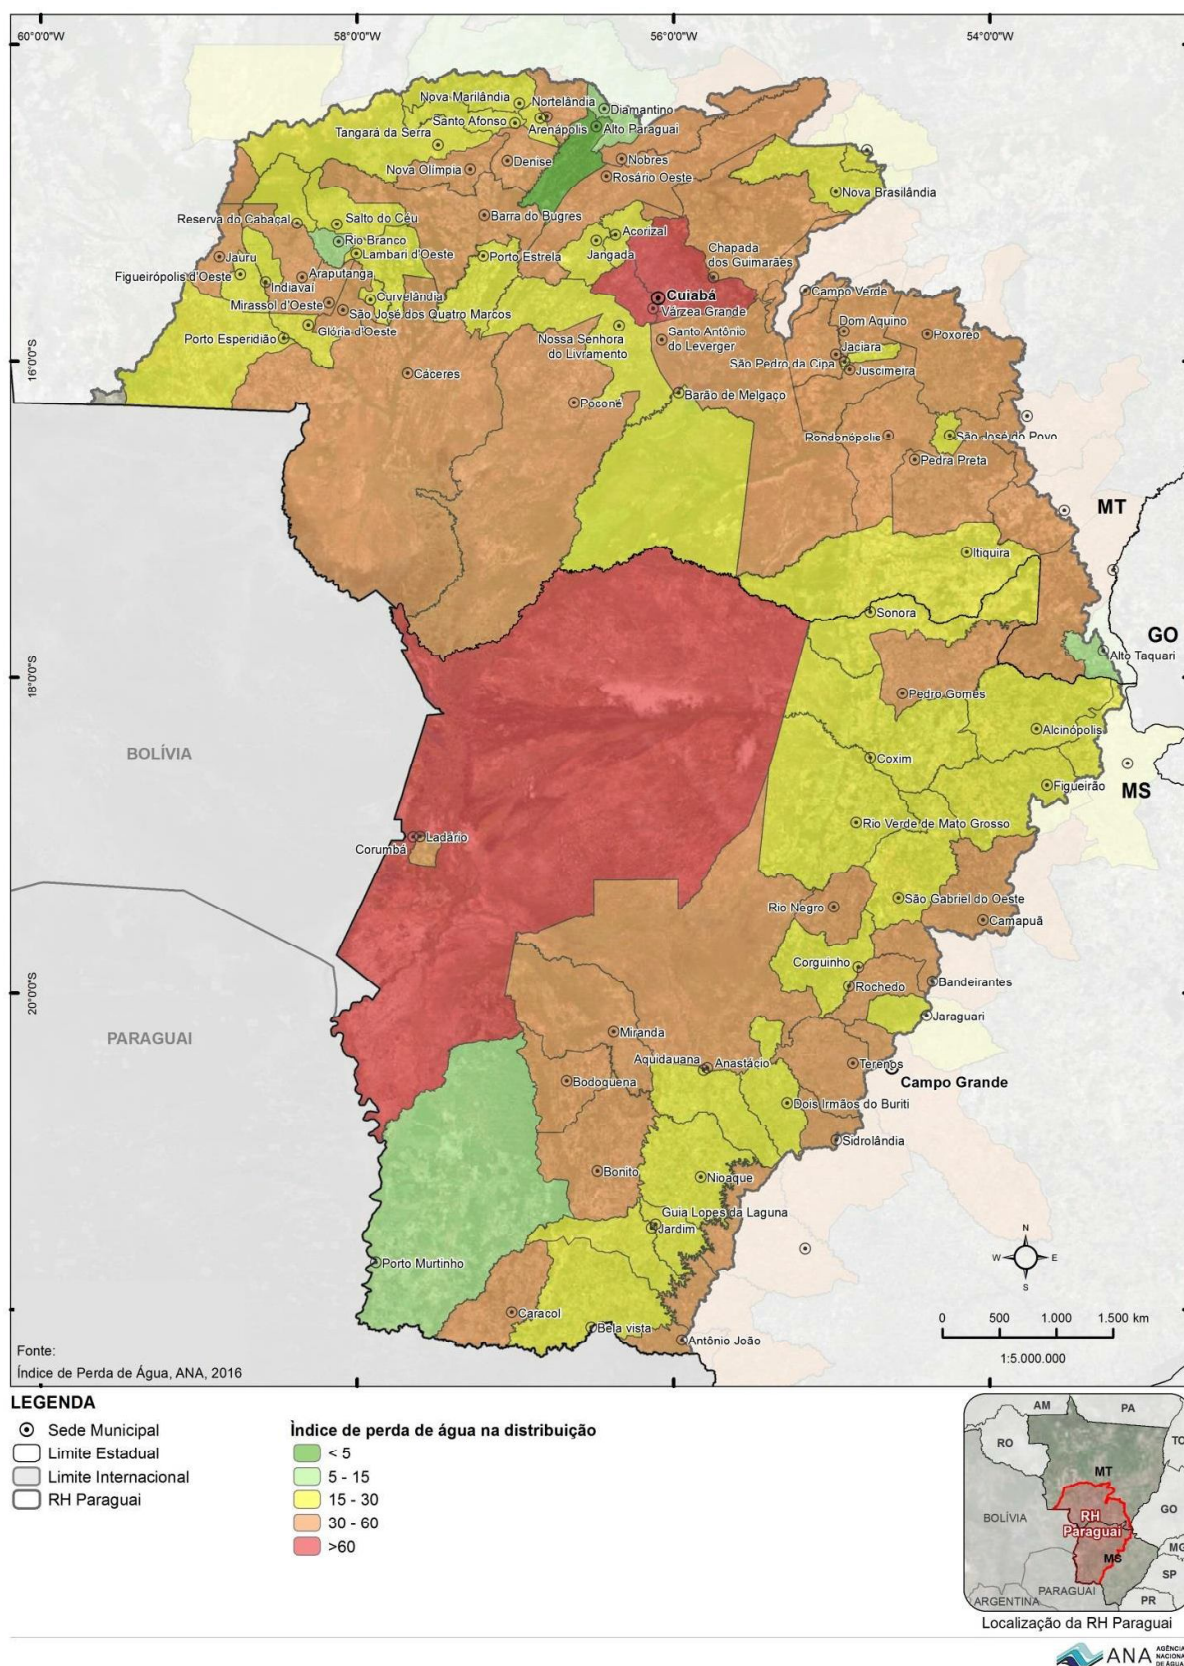 60°0'0"W
58°0'0"W
56°0'0"W
54°0'0"W
Nova Marilândia
Nortelândia
Diamantino
Santo Afonso
Arenápolis
Alto Paraguai
Tangará da Serra
Denise
Nobres
Nova Olímpia
Rosário Oeste
Nova Brasilândia
Reserva do Cabaçal
Salto do Céu
Barra do Bugres
Rio Branco
Acorizal
Jauru
Lambari d'Oeste
Porto Estrela
Jangada
Chapada
dos Guimarães
Figueirópolis d'Oeste
Indiavaí
Araputanga
Cuiabá
Campo Verde
Mirassol d'Oeste
Curvelândia
Várzea Grande
São José dos Quatro Marcos
Dom Aquino
Glória d'Oeste
Porto Esperidião
Nossa Senhora
do Livramento
Santo Antônio
do Leverger
Poxoréo
Jaciara
São Pedro da Cipa
Juscimeira
16°0'0"S
Cáceres
Poconé
Barão de Melgaço
Rondonópolis
São José do Povo
Pedra Preta
MT
Itiquira
Sonora
GO
Alto Taquari
18°0'0"S
Pedro Gomes
Alcinópolis
BOLÍVIA
Coxim
Figueirão
MS
Rio Verde de Mato Grosso
Ladário
Corumbá
São Gabriel do Oeste
Rio Negro
Camapuã
Corguinho
20°0'0"S
Rochedo
Bandeirantes
Jaraguari
PARAGUAI
Miranda
Aquidauana
Anastácio
Terenos
Bodoquena
Campo Grande
Dois Irmãos do Buriti
Sidrolândia
Bonito
Nioaque
Guia Lopes da Laguna
Jardim
Porto Murtinho
N
W
E
S
Caracol
Bela vista
Antônio João
0
500
1.000
1.500 km
1:5.000.000
Fonte:
Índice de Perda de Água, ANA, 2016
LEGENDA
Sede Municipal
Limite Estadual
Limite Internacional
RH Paraguai
Ìndice de perda de água na distribuição
< 5
5 - 15
15 - 30
30 - 60
>60
AM
PA
RO
TO
MT
BOLÍVIA
GO
RH
Paraguai
MS
MG
SP
PARAGUAI
ARGENTINA
PR
Localização da RH Paraguai
ANA
AGÊNCIA
NACIONA
DE ÁGUA